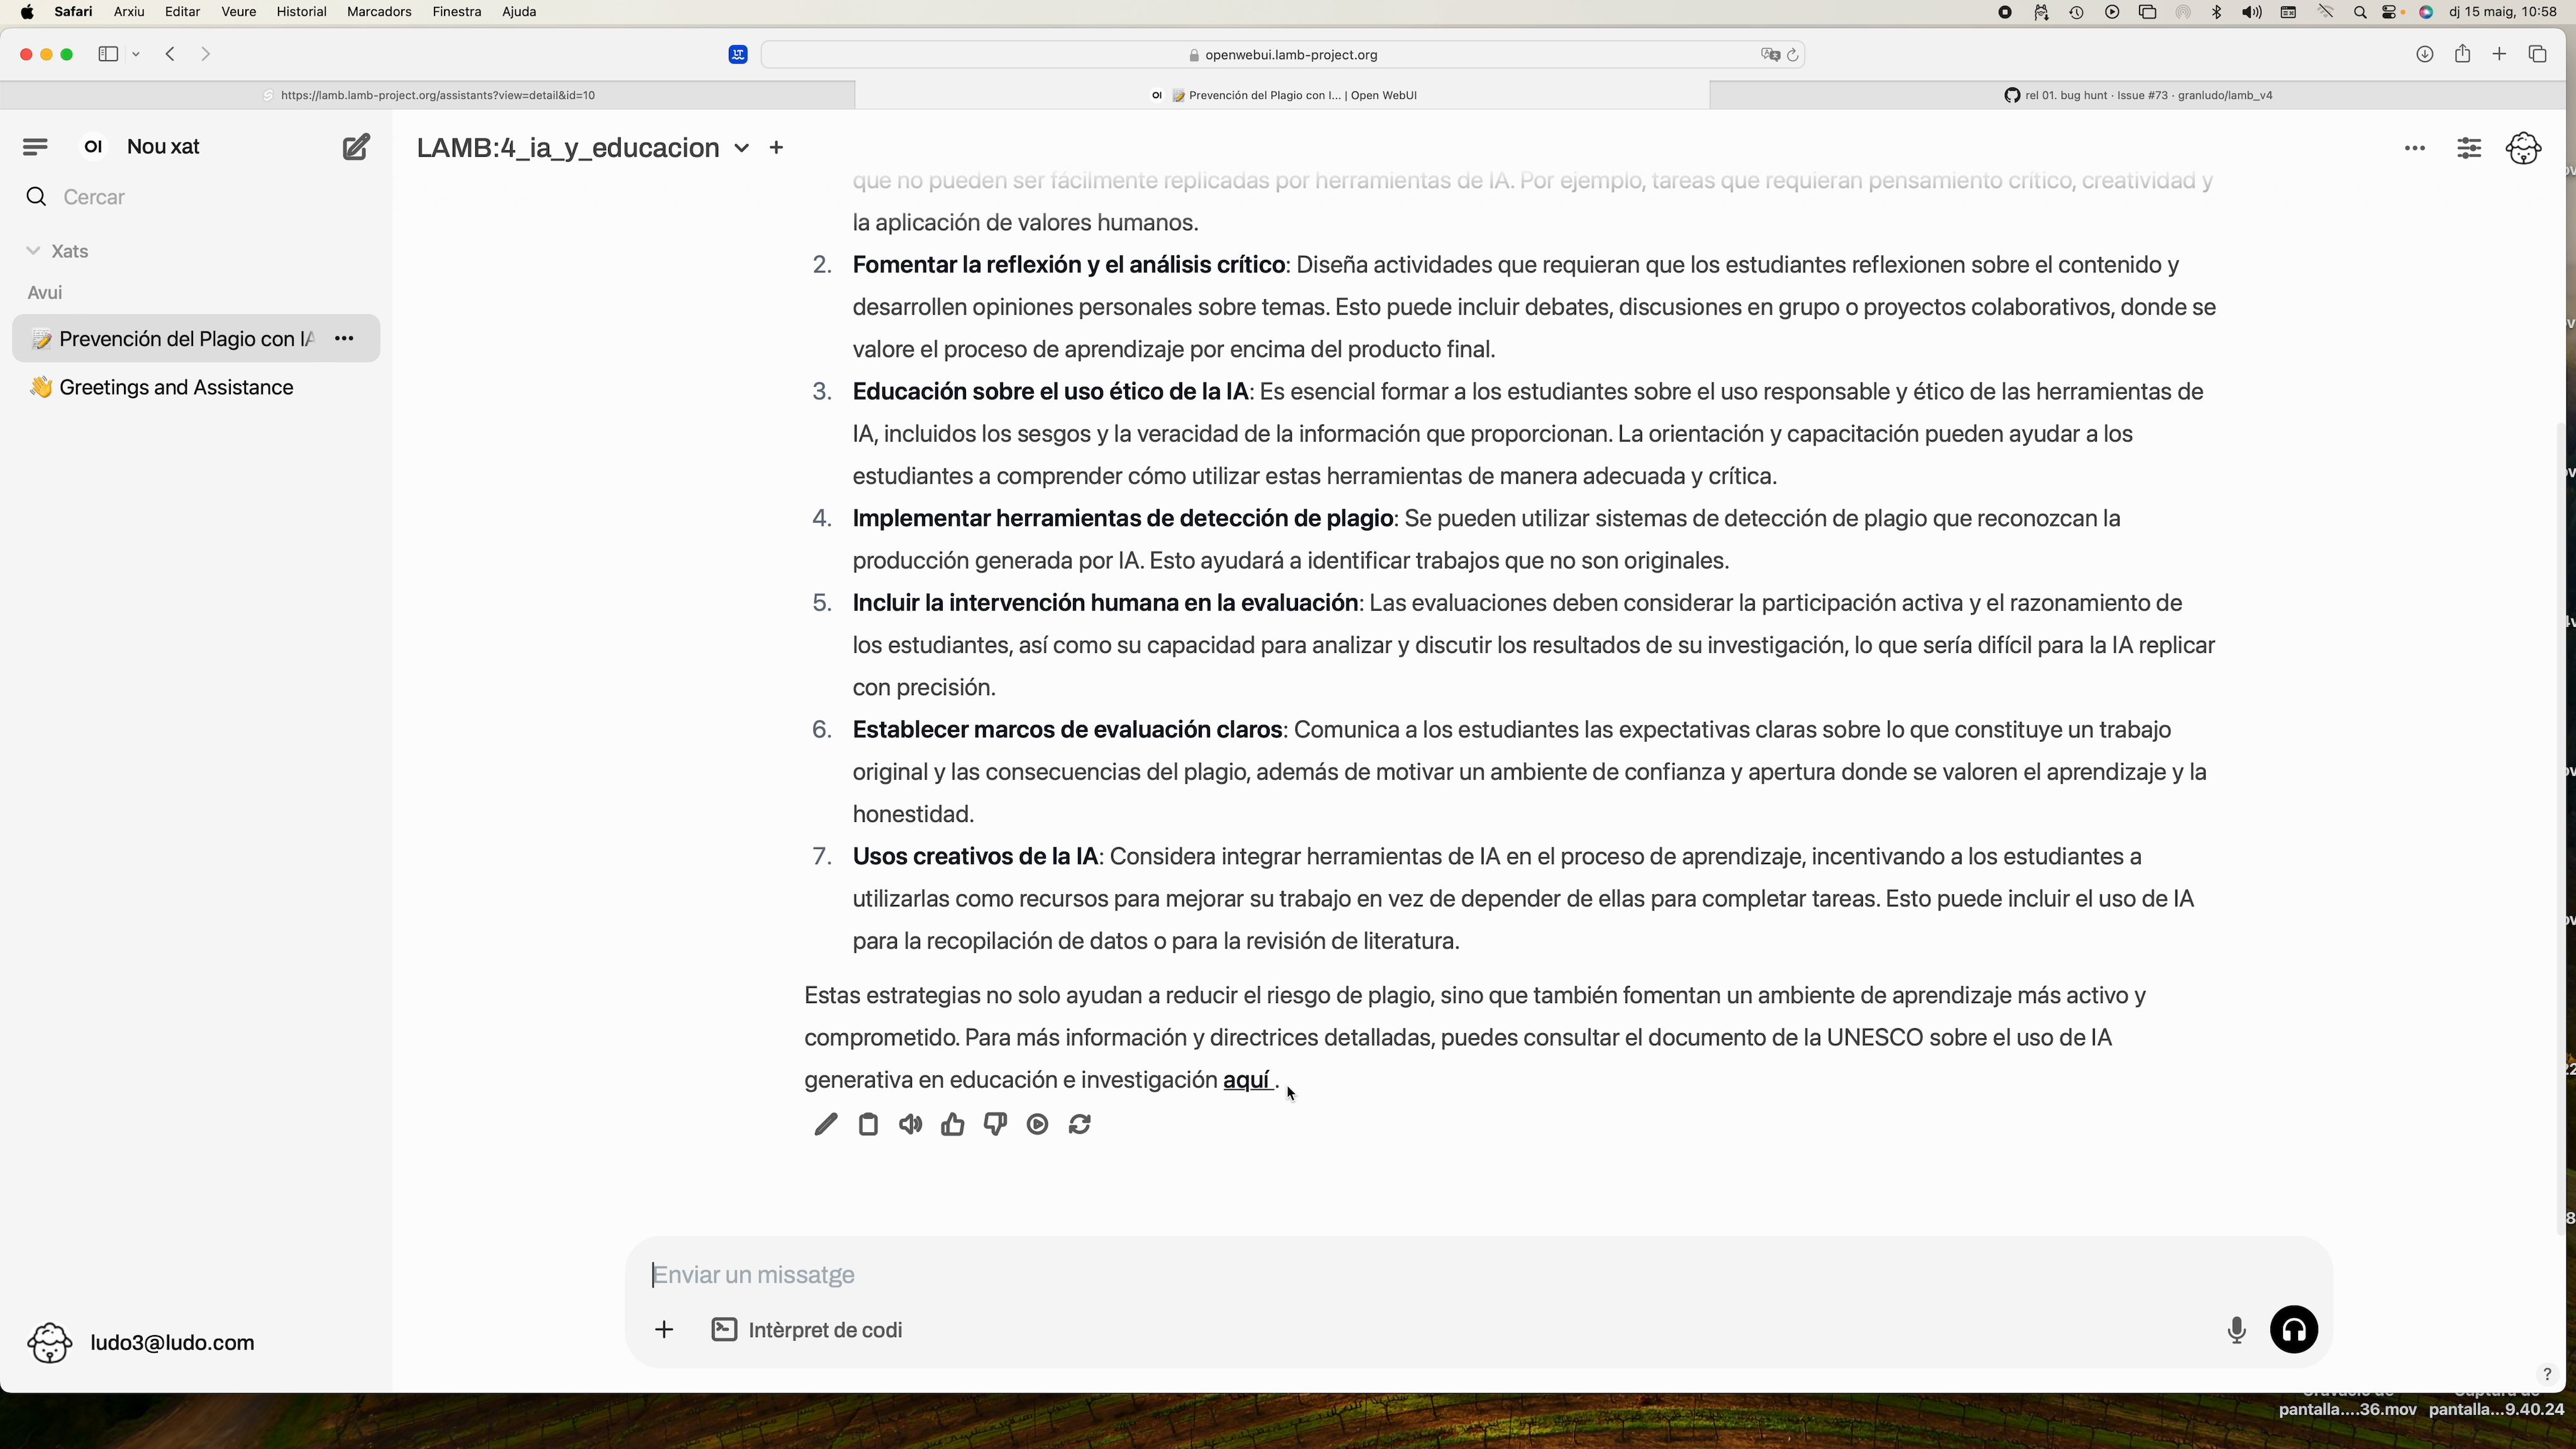 Safari Arxiu Editar Veure Historial Marcadors Finestra Ajuda dj 15 maig, 10:58
openwebui.lamb-project.org
https://lamb.lamb-project.org/assistants?view=detail&id=10
OI 📝 Prevención del Plagio con I... | Open WebUI
rel 01. bug hunt · Issue #73 · granludo/lamb_v4
OI Nou xat
LAMB:4_ia_y_educacion
Cercar
Xats
Avui
📝 Prevención del Plagio con IA
👋 Greetings and Assistance
que no pueden ser fácilmente replicadas por herramientas de IA. Por ejemplo, tareas que requieran pensamiento crítico, creatividad y
la aplicación de valores humanos.
2. Fomentar la reflexión y el análisis crítico: Diseña actividades que requieran que los estudiantes reflexionen sobre el contenido y
desarrollen opiniones personales sobre temas. Esto puede incluir debates, discusiones en grupo o proyectos colaborativos, donde se
valore el proceso de aprendizaje por encima del producto final.
3. Educación sobre el uso ético de la IA: Es esencial formar a los estudiantes sobre el uso responsable y ético de las herramientas de
IA, incluidos los sesgos y la veracidad de la información que proporcionan. La orientación y capacitación pueden ayudar a los
estudiantes a comprender cómo utilizar estas herramientas de manera adecuada y crítica.
4. Implementar herramientas de detección de plagio: Se pueden utilizar sistemas de detección de plagio que reconozcan la
producción generada por IA. Esto ayudará a identificar trabajos que no son originales.
5. Incluir la intervención humana en la evaluación: Las evaluaciones deben considerar la participación activa y el razonamiento de
los estudiantes, así como su capacidad para analizar y discutir los resultados de su investigación, lo que sería difícil para la IA replicar
con precisión.
6. Establecer marcos de evaluación claros: Comunica a los estudiantes las expectativas claras sobre lo que constituye un trabajo
original y las consecuencias del plagio, además de motivar un ambiente de confianza y apertura donde se valoren el aprendizaje y la
honestidad.
7. Usos creativos de la IA: Considera integrar herramientas de IA en el proceso de aprendizaje, incentivando a los estudiantes a
utilizarlas como recursos para mejorar su trabajo en vez de depender de ellas para completar tareas. Esto puede incluir el uso de IA
para la recopilación de datos o para la revisión de literatura.
Estas estrategias no solo ayudan a reducir el riesgo de plagio, sino que también fomentan un ambiente de aprendizaje más activo y
comprometido. Para más información y directrices detalladas, puedes consultar el documento de la UNESCO sobre el uso de IA
generativa en educación e investigación aquí .
Enviar un missatge
Intèrpret de codi
ludo3@ludo.com
?
pantalla....36.mov pantalla...9.40.24